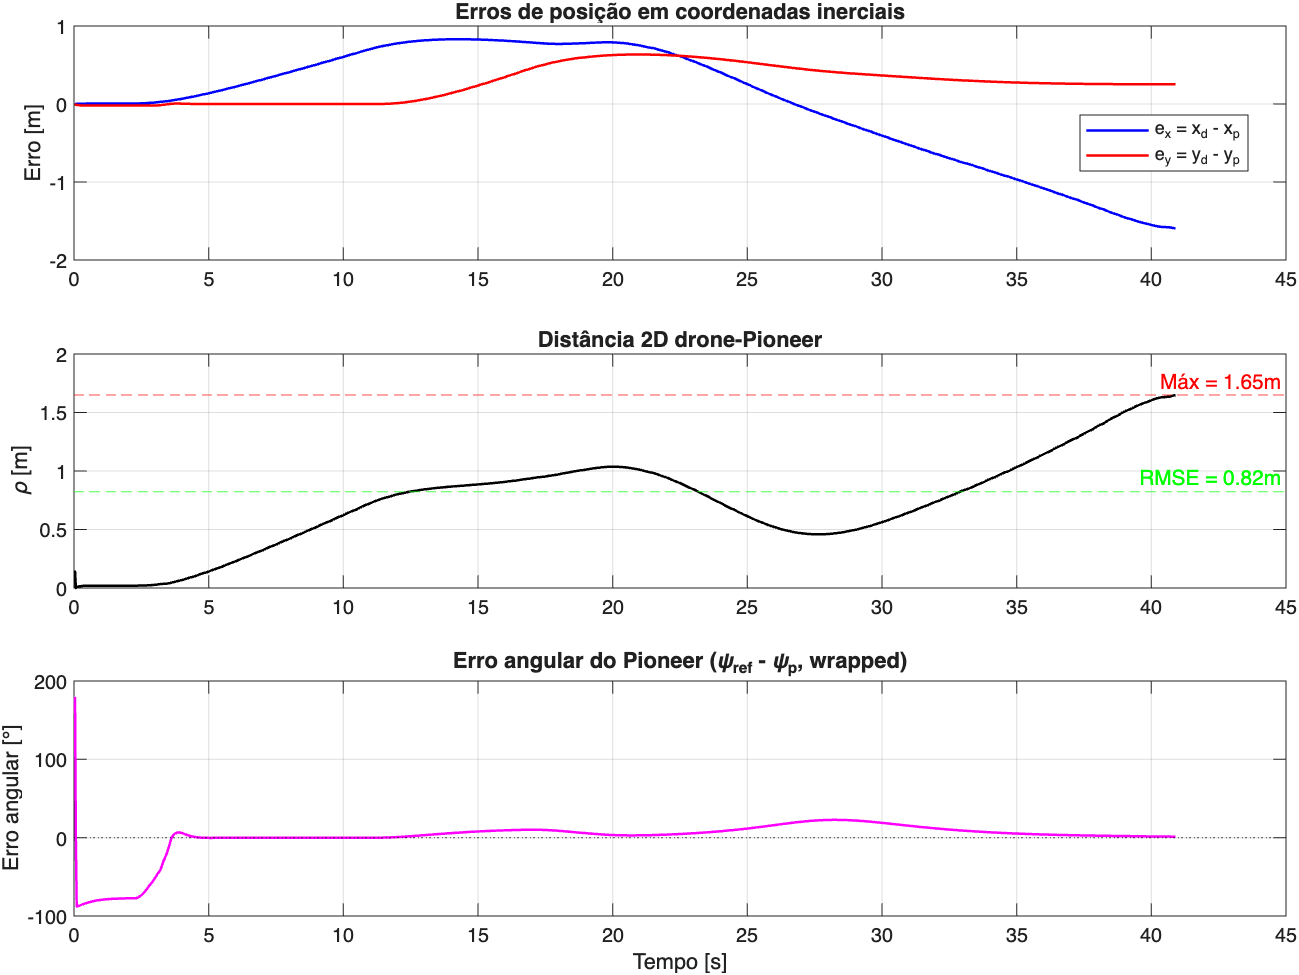 Erros de posição em coordenadas inerciais
1
0
-1
-2
Erro [m]
e_x = x_d - x_p
e_y = y_d - y_p
0 5 10 15 20 25 30 35 40 45
Distância 2D drone-Pioneer
2
1.5
1
0.5
0
ρ [m]
Máx = 1.65m
RMSE = 0.82m
0 5 10 15 20 25 30 35 40 45
Erro angular do Pioneer (ψ_ref - ψ_p, wrapped)
200
100
0
-100
Erro angular [°]
0 5 10 15 20 25 30 35 40 45
Tempo [s]